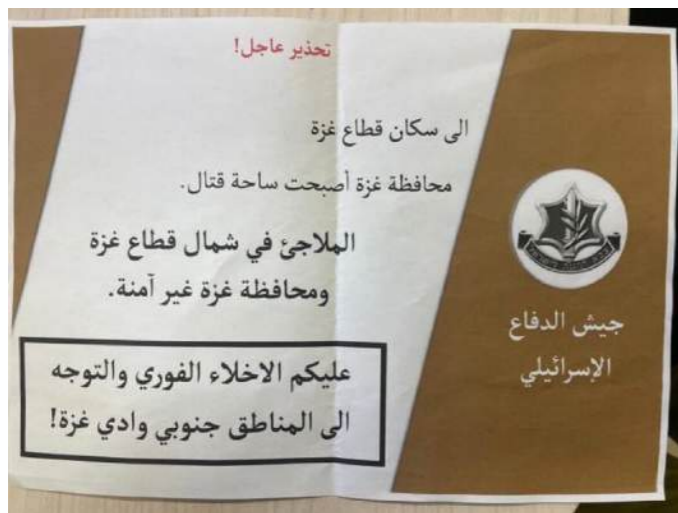 تحذير عاجل!
الى سكان قطاع غزة
محافظة غزة أصبحت ساحة قتال.
الملاجئ في شمال قطاع غزة
ومحافظة غزة غير آمنة.
عليكم الاخلاء الفوري والتوجه
الى المناطق جنوبي وادي غزة!
جيش الدفاع
الإسرائيلي